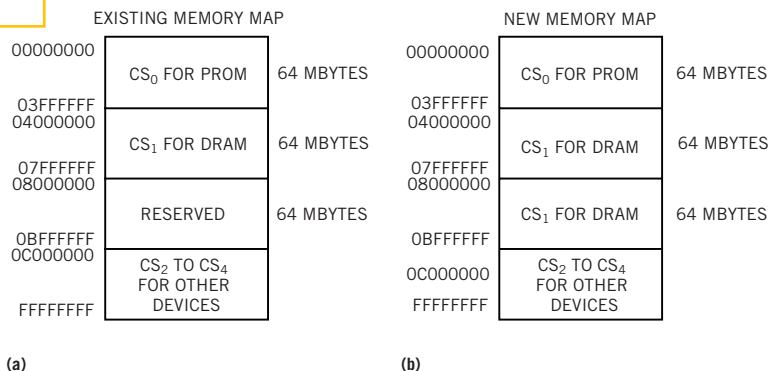 EXISTING MEMORY MAP
00000000
CS0 FOR PROM
64 MBYTES
03FFFFFF
04000000
CS1 FOR DRAM
64 MBYTES
07FFFFFF
08000000
RESERVED
64 MBYTES
0BFFFFFF
0C000000
CS2 TO CS4
FOR OTHER
DEVICES
FFFFFFFF
(a)
NEW MEMORY MAP
00000000
CS0 FOR PROM
64 MBYTES
03FFFFFF
04000000
CS1 FOR DRAM
64 MBYTES
07FFFFFF
08000000
CS1 FOR DRAM
64 MBYTES
0BFFFFFF
0C000000
CS2 TO CS4
FOR OTHER
DEVICES
FFFFFFFF
(b)